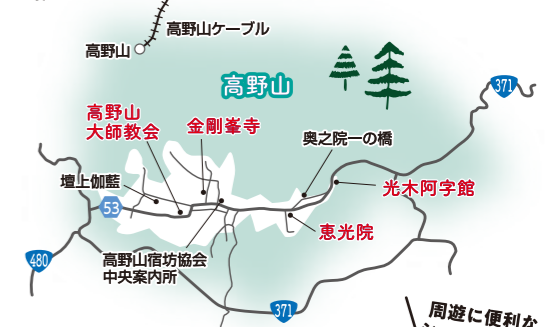 高野山ケーブル
高野山
高野山
371
高野山
大師教会
金剛峯寺
奥之院一の橋
壇上伽藍
光木阿字館
53
恵光院
480
高野山宿坊協会
中央案内所
371
周遊に便利な